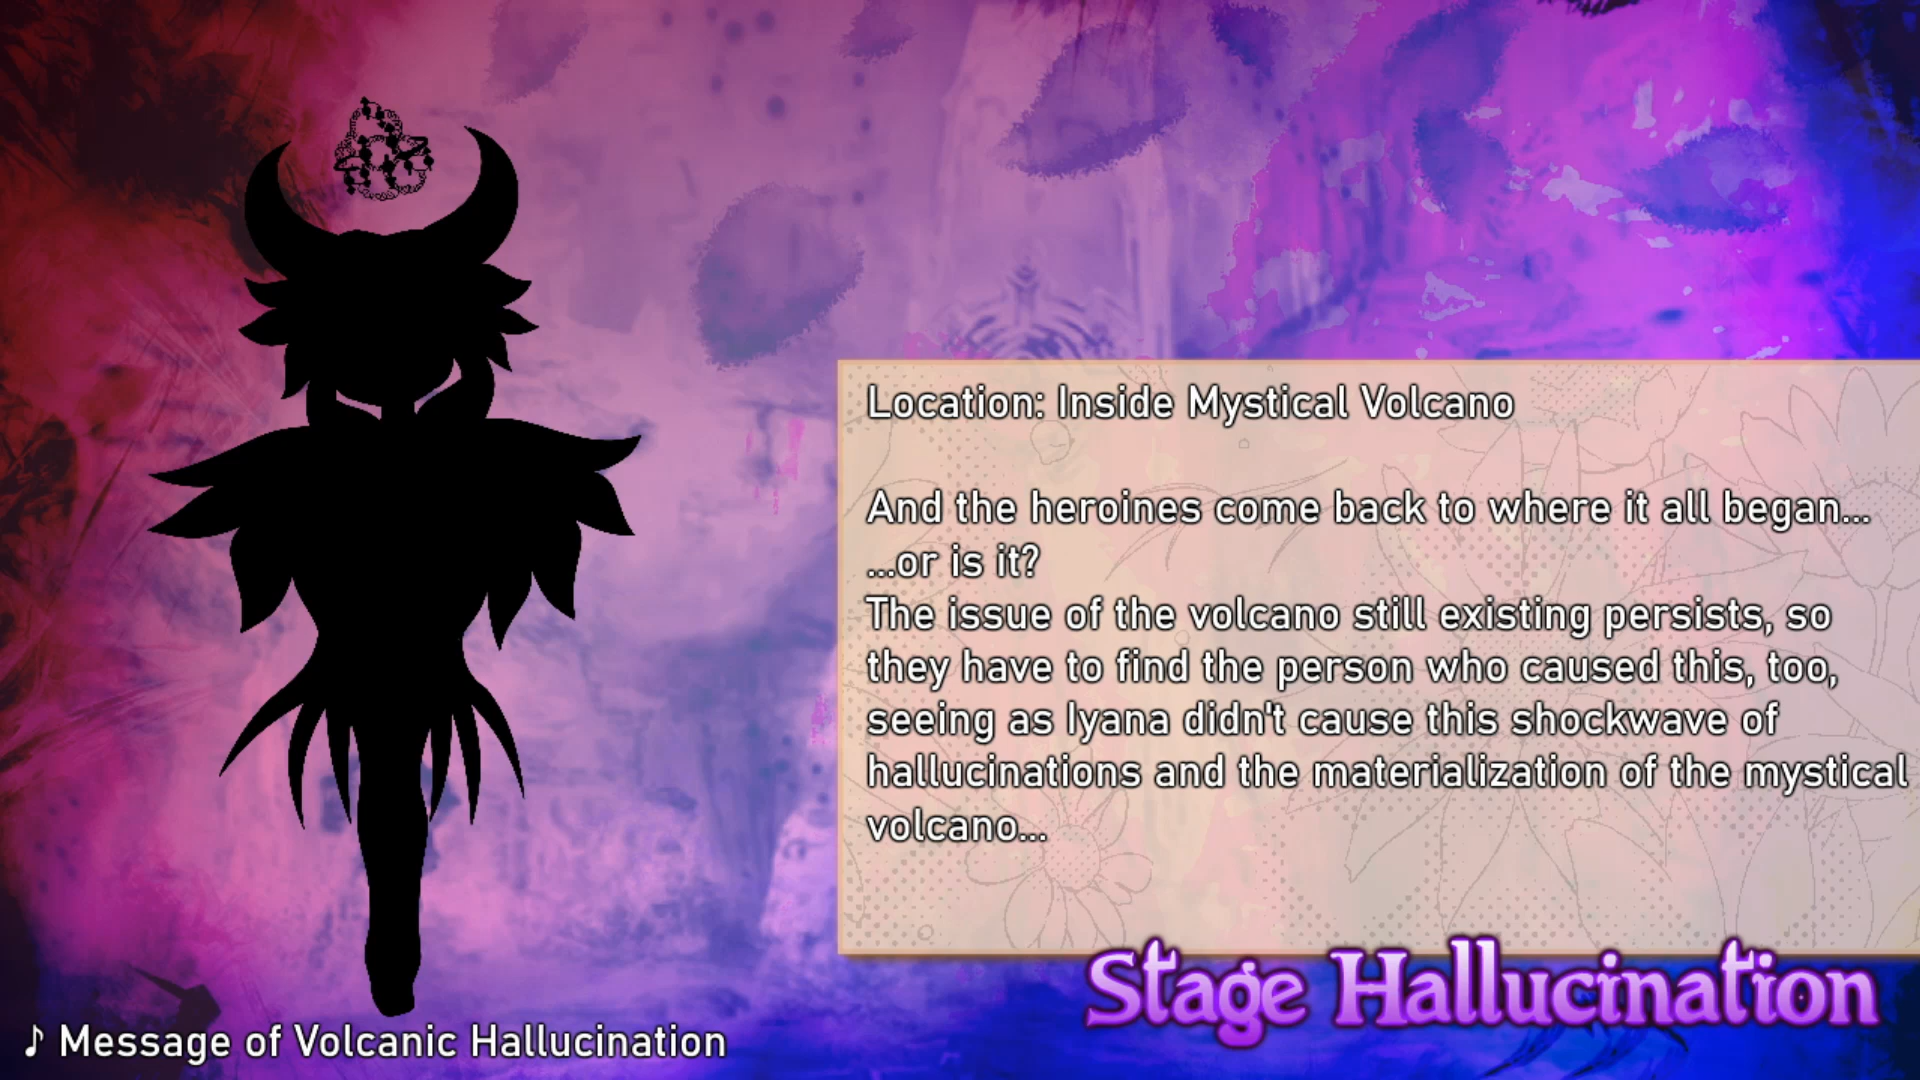 Location: Inside Mystical Volcano
And the heroines come back to where it all began...
...or is it?
The issue of the volcano still existing persists, so
they have to find the person who caused this, too,
seeing as Iyana didn't cause this shockwave of
hallucinations and the materialization of the mystical
volcano...
Stage Hallucination
♪ Message of Volcanic Hallucination